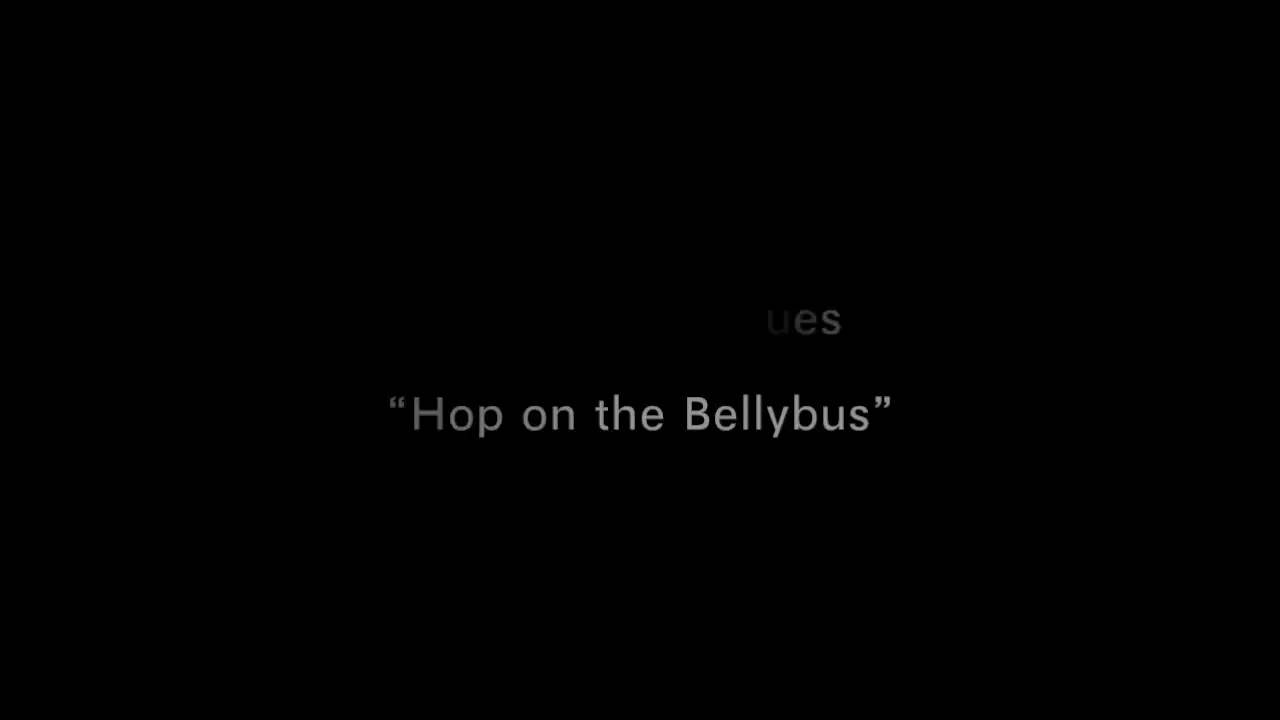 ues
“Hop on the Bellybus”